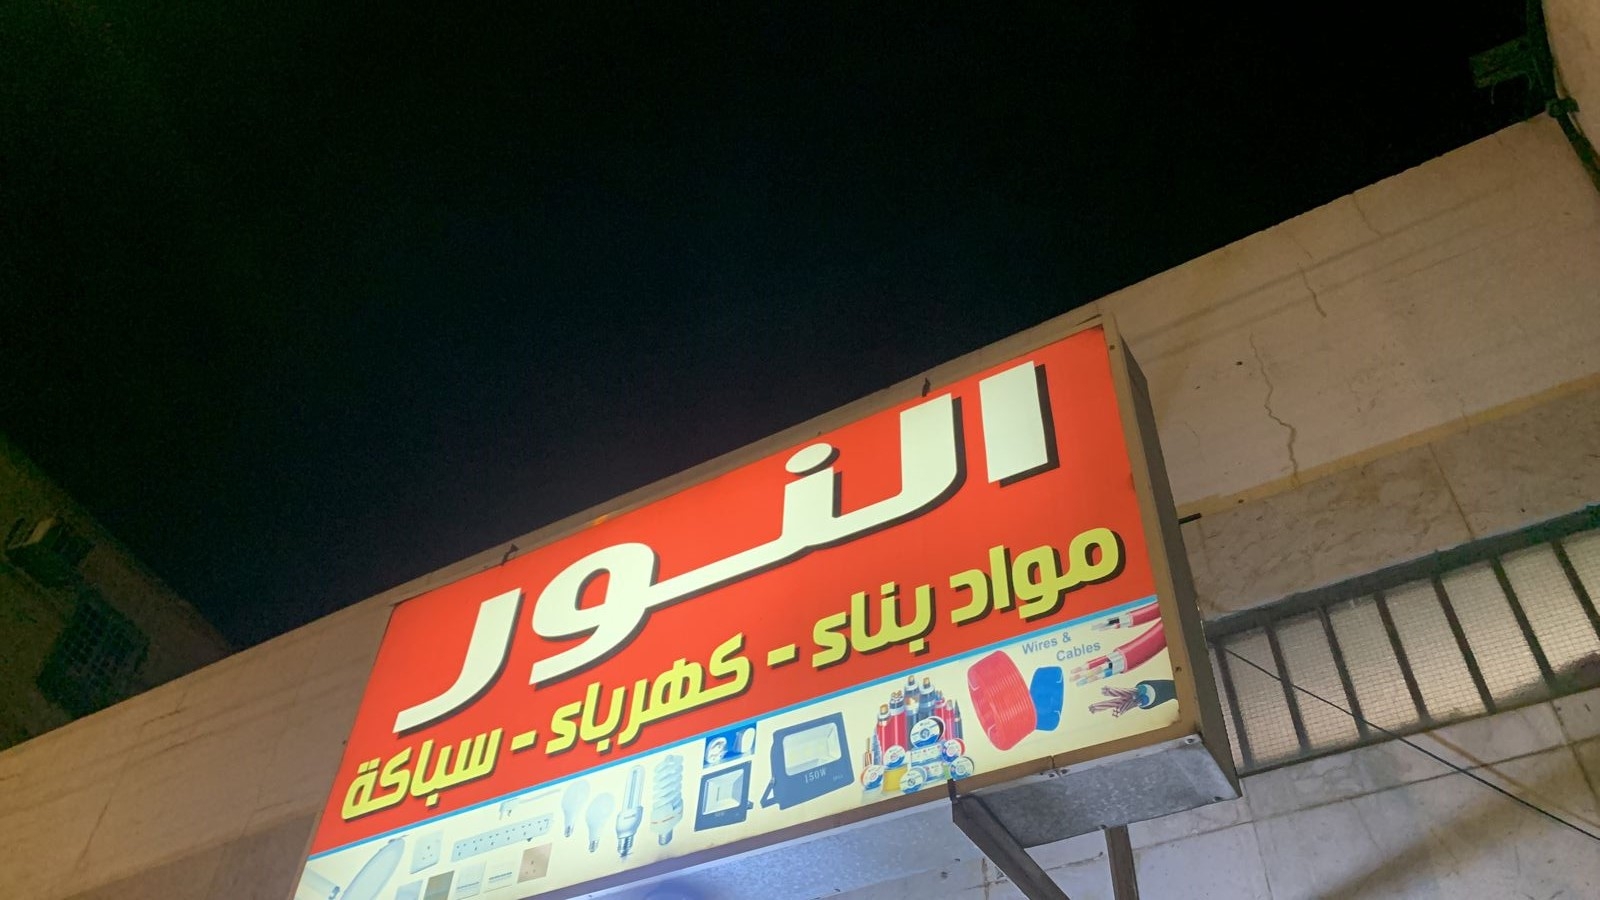 النور
مواد بناء - كهرباء - سباكة
Wires &
Cables
150W